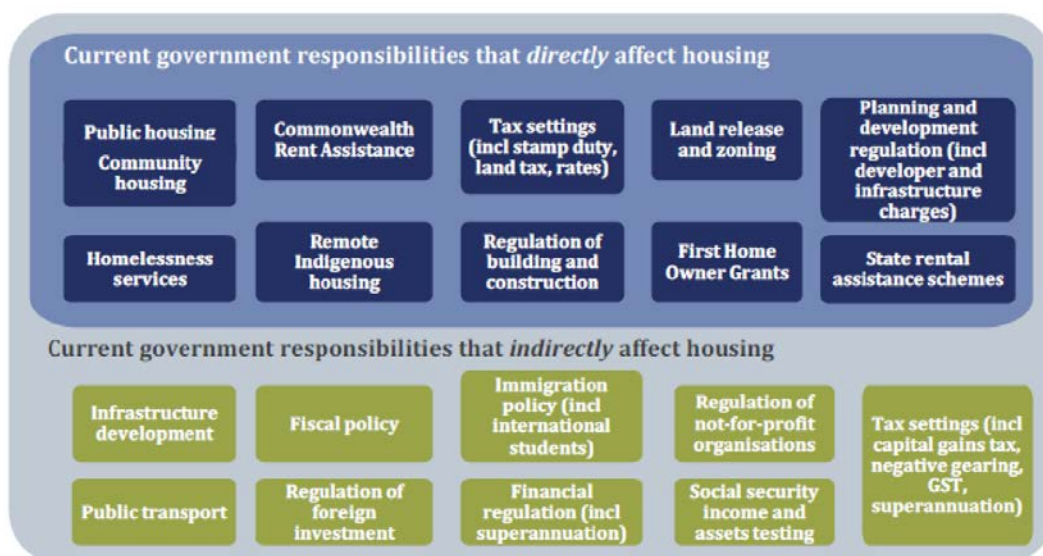 Current government responsibilities that directly affect housing
Public housing
Community
housing
Commonwealth
Rent Assistance
Tax settings
(incl stamp duty,
land tax, rates)
Land release
and zoning
Planning and
development
regulation (incl
developer and
infrastructure
charges)
Homelessness
services
Remote
Indigenous
housing
Regulation of
building and
construction
First Home
Owner Grants
State rental
assistance schemes
Current government responsibilities that indirectly affect housing
Infrastructure
development
Fiscal policy
Immigration
policy (incl
international
students)
Regulation of
not-for-profit
organisations
Tax settings (incl
capital gains tax,
negative gearing,
GST,
superannuation)
Public transport
Regulation of
foreign
investment
Financial
regulation (incl
superannuation)
Social security
income and
assets testing